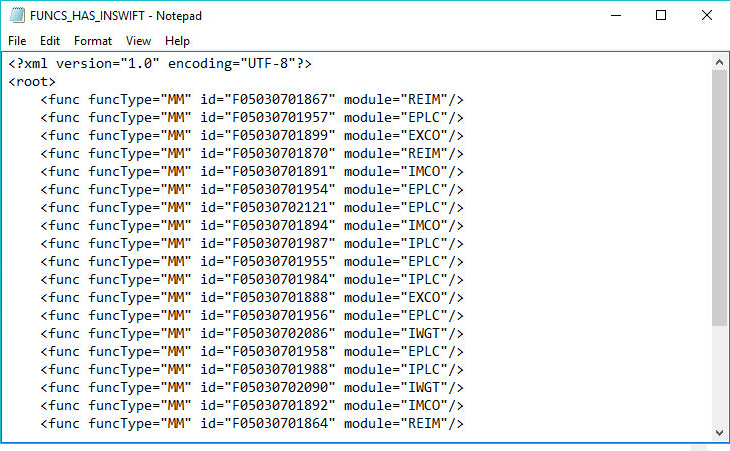 FUNCS_HAS_INSWIFT - Notepad
File Edit Format View Help
<?xml version="1.0" encoding="UTF-8"?>
<root>
    <func funcType="MM" id="F05030701867" module="REIM"/>
    <func funcType="MM" id="F05030701957" module="EPLC"/>
    <func funcType="MM" id="F05030701899" module="EXCO"/>
    <func funcType="MM" id="F05030701870" module="REIM"/>
    <func funcType="MM" id="F05030701891" module="IMCO"/>
    <func funcType="MM" id="F05030701954" module="EPLC"/>
    <func funcType="MM" id="F05030702121" module="EPLC"/>
    <func funcType="MM" id="F05030701894" module="IMCO"/>
    <func funcType="MM" id="F05030701987" module="IPLC"/>
    <func funcType="MM" id="F05030701955" module="EPLC"/>
    <func funcType="MM" id="F05030701984" module="IPLC"/>
    <func funcType="MM" id="F05030701888" module="EXCO"/>
    <func funcType="MM" id="F05030701956" module="EPLC"/>
    <func funcType="MM" id="F05030702086" module="IWGT"/>
    <func funcType="MM" id="F05030701958" module="EPLC"/>
    <func funcType="MM" id="F05030701988" module="IPLC"/>
    <func funcType="MM" id="F05030702090" module="IWGT"/>
    <func funcType="MM" id="F05030701892" module="IMCO"/>
    <func funcType="MM" id="F05030701864" module="REIM"/>